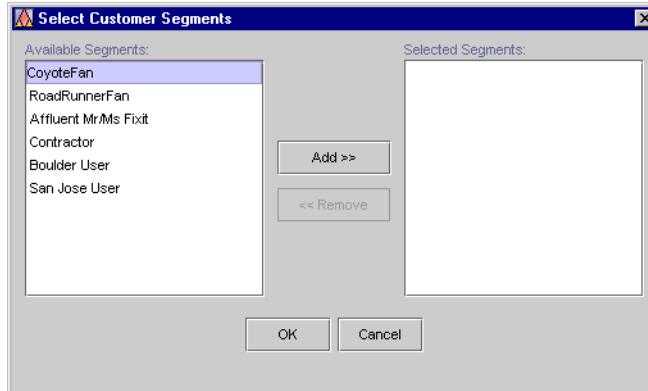 Select Customer Segments
Available Segments:
Selected Segments:
CoyoteFan
RoadRunnerFan
Affluent Mr/Ms Fixit
Contractor
Boulder User
San Jose User
Add >>
<< Remove
OK
Cancel